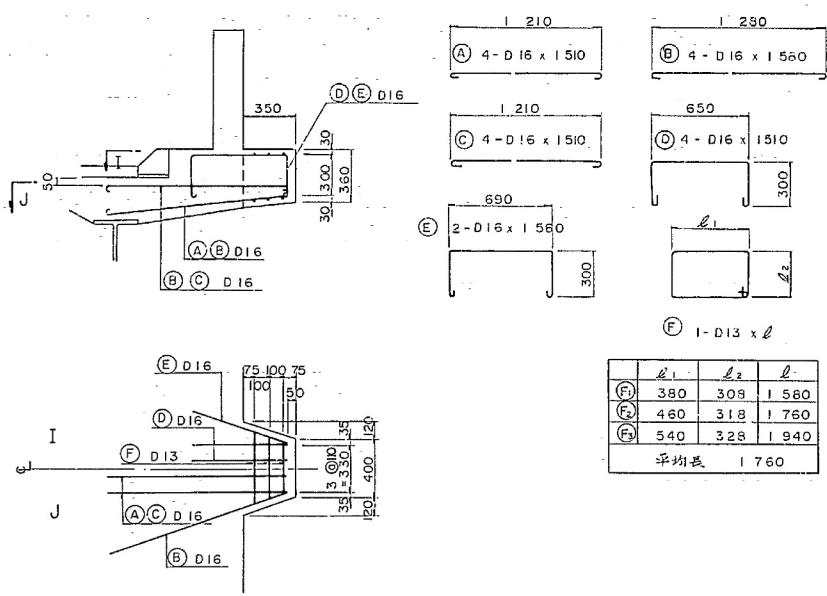 1 210
Ⓐ 4-D16 x 1510
1 280
Ⓑ 4-D16 x 1580
1 210
Ⓒ 4-D16 x 1510
650
Ⓓ 4-D16 x 1510
300
690
Ⓔ 2-D16 x 1560
300
ℓ1
ℓ2
Ⓕ 1-D13 x ℓ
350
Ⓓ Ⓔ D16
30
300
360
30
I
50
J
Ⓐ Ⓑ D16
Ⓑ Ⓒ D16
Ⓔ D16
75 100 75
100
50
Ⓓ D16
I
Ⓕ D13
℄
J
Ⓐ Ⓒ D16
Ⓑ D16
35
3@110
=330
35
120
400
120
ℓ1 ℓ2 ℓ
F1 380 308 1 580
F2 460 318 1 760
F3 540 328 1 940
平均長 1 760